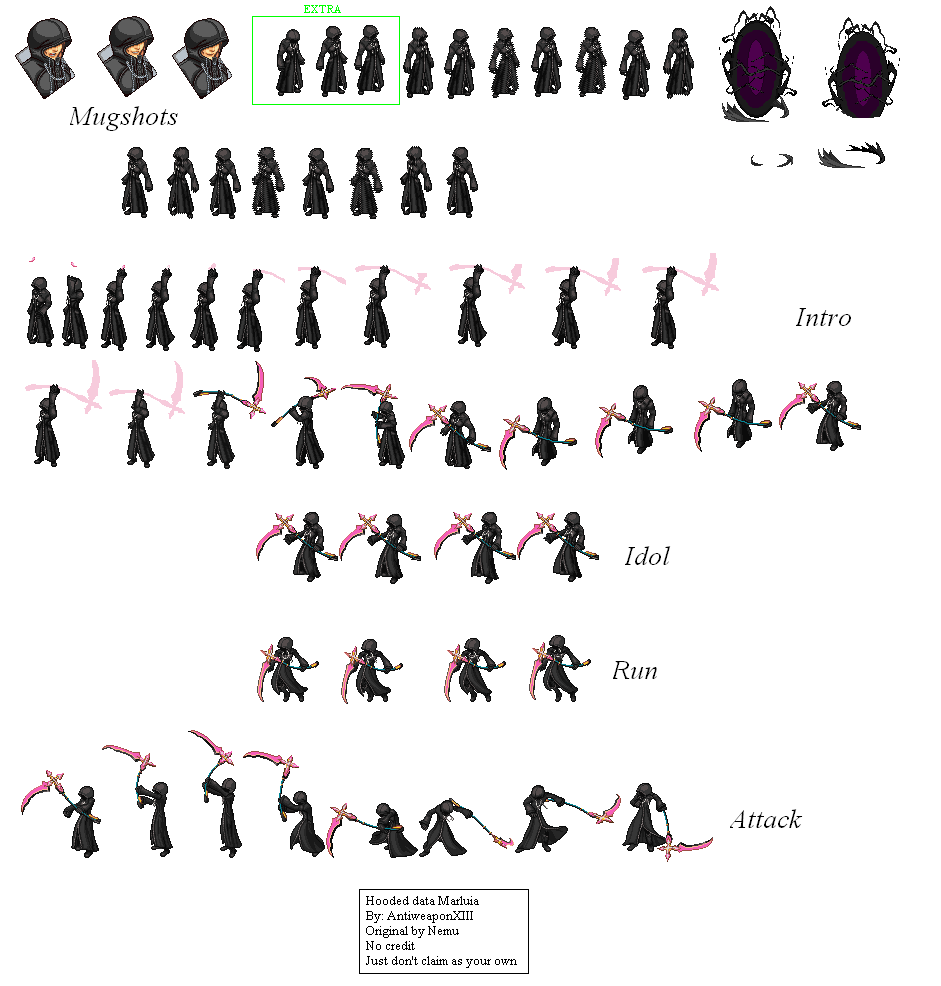 EXTRA
Mugshots
Intro
Idol
Run
Attack
Hooded data Marluia
By: AntiweaponXIII
Original by Nemu
No credit
Just don't claim as your own